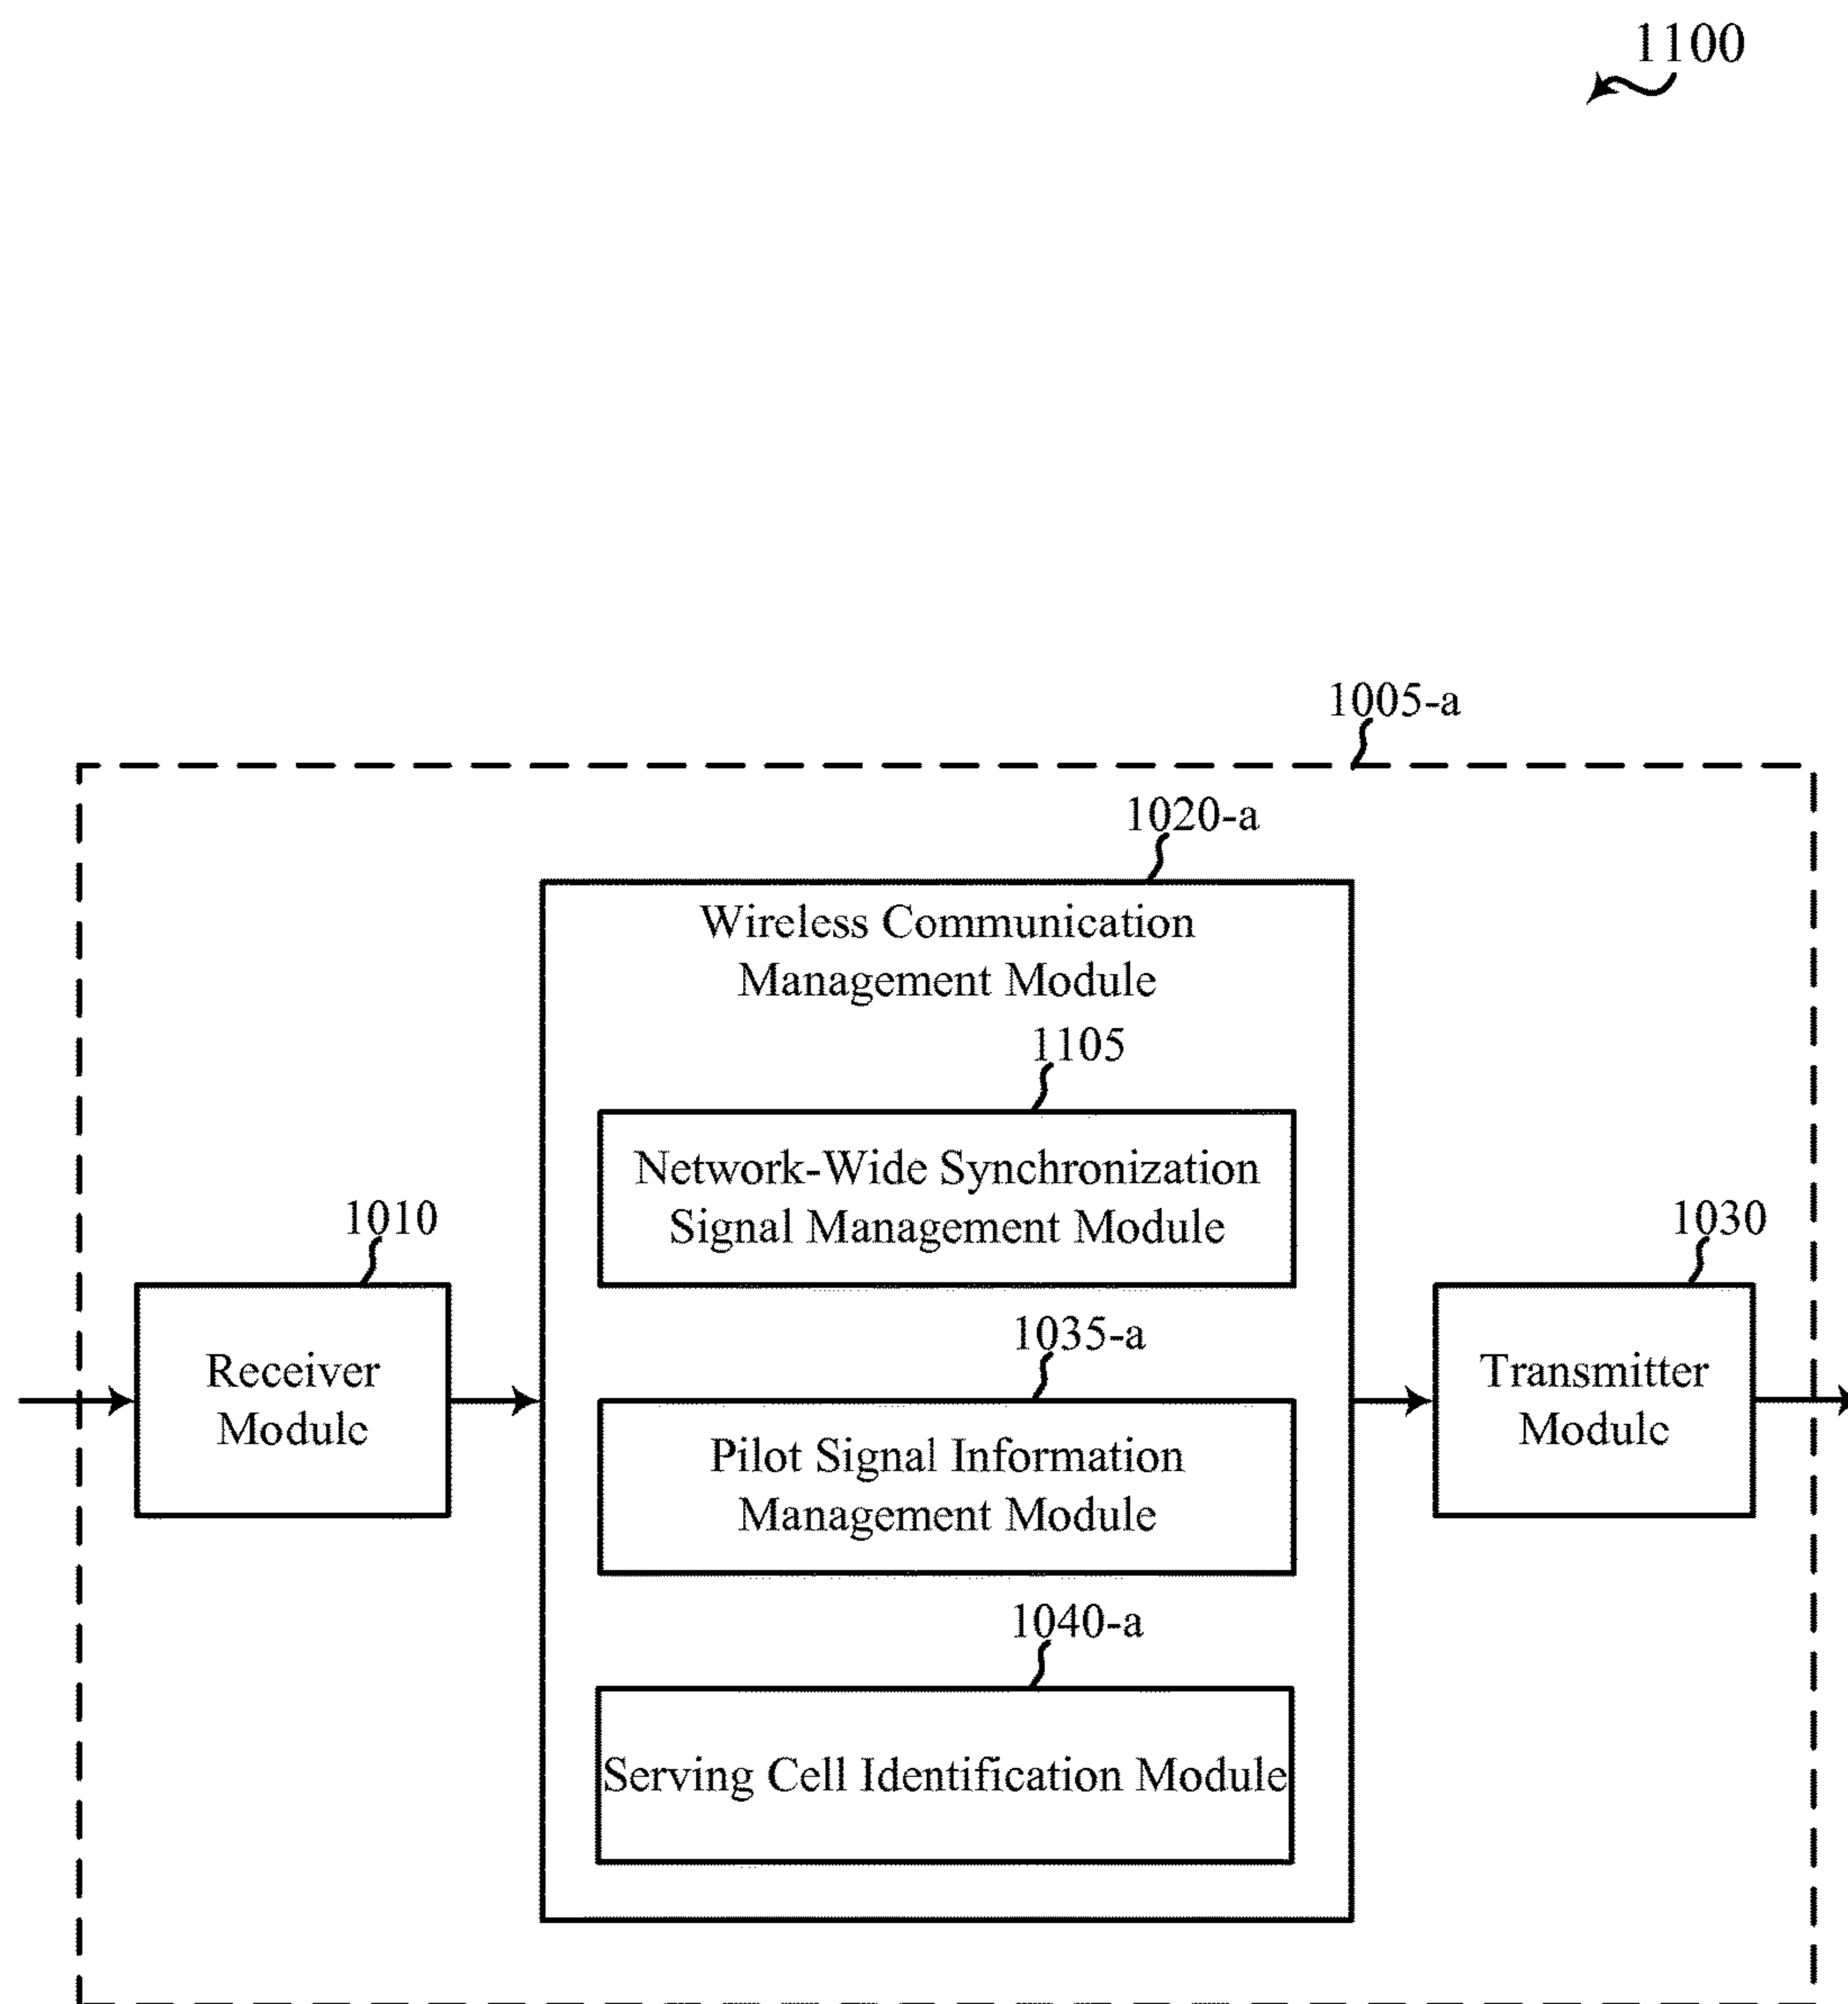 1100
1005-a
1020-a
Wireless Communication
Management Module
1105
Network-Wide Synchronization
Signal Management Module
1010
Receiver
Module
1035-a
Pilot Signal Information
Management Module
1030
Transmitter
Module
1040-a
Serving Cell Identification Module